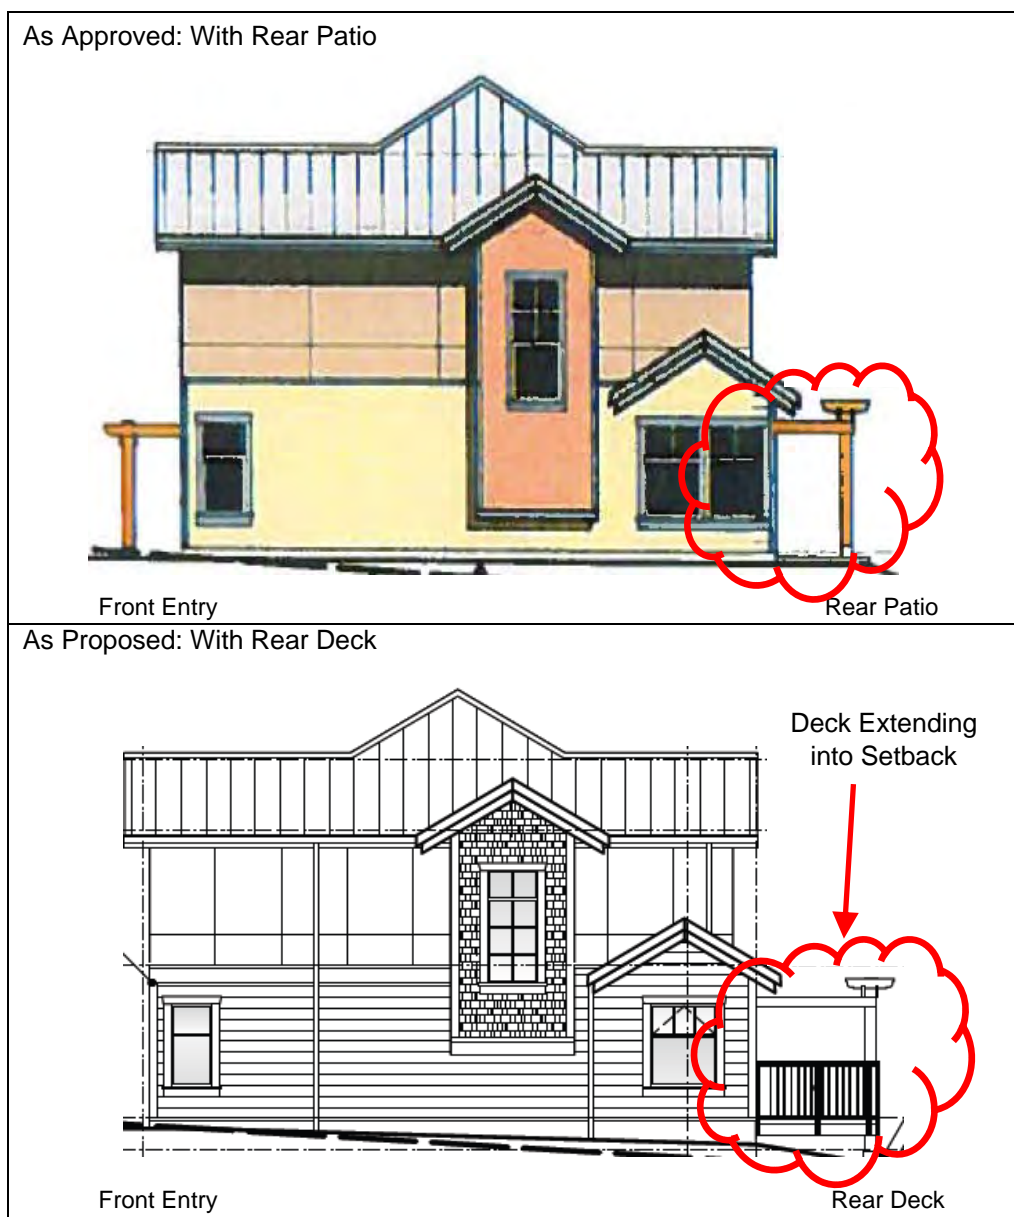 As Approved: With Rear Patio
Front Entry
Rear Patio
As Proposed: With Rear Deck
Deck Extending
into Setback
Front Entry
Rear Deck